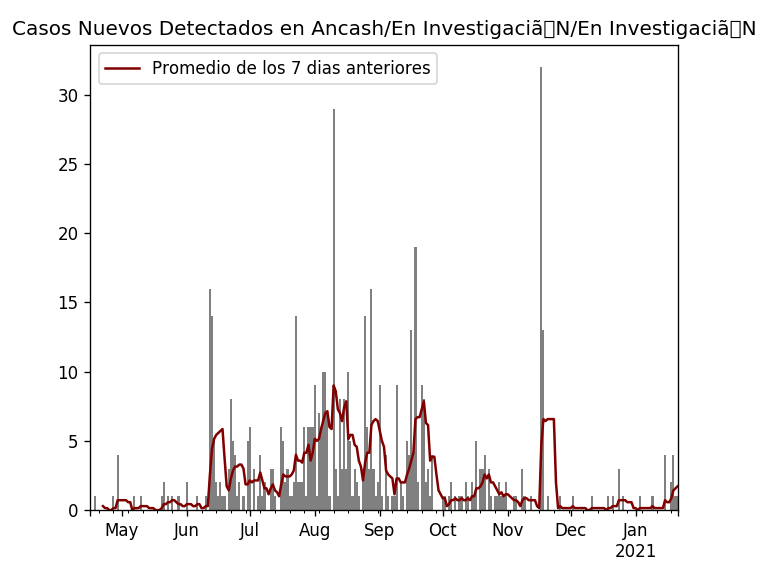 Casos Nuevos Detectados en Ancash/En Investigaciã▯N/En Investigaciã▯N
Promedio de los 7 dias anteriores
30
25
20
15
10
5
0
May Jun Jul Aug Sep Oct Nov Dec Jan
2021